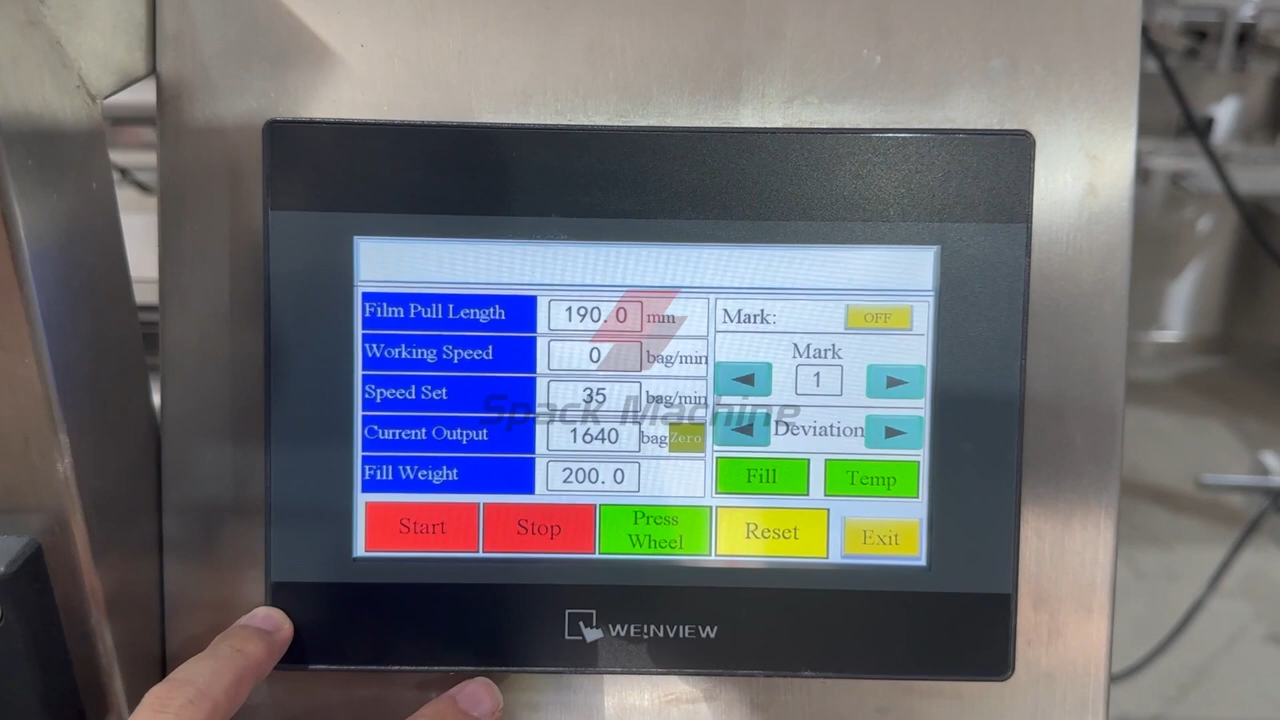 Film Pull Length 190.0 mm
Working Speed 0 bag/min
Speed Set 35 bag/min
Current Output 1640 bag Zero
Fill Weight 200.0
Mark: OFF
Mark
1
Deviation
Fill Temp
Start Stop Press Wheel Reset Exit
Spack Machine
WE!NVIEW